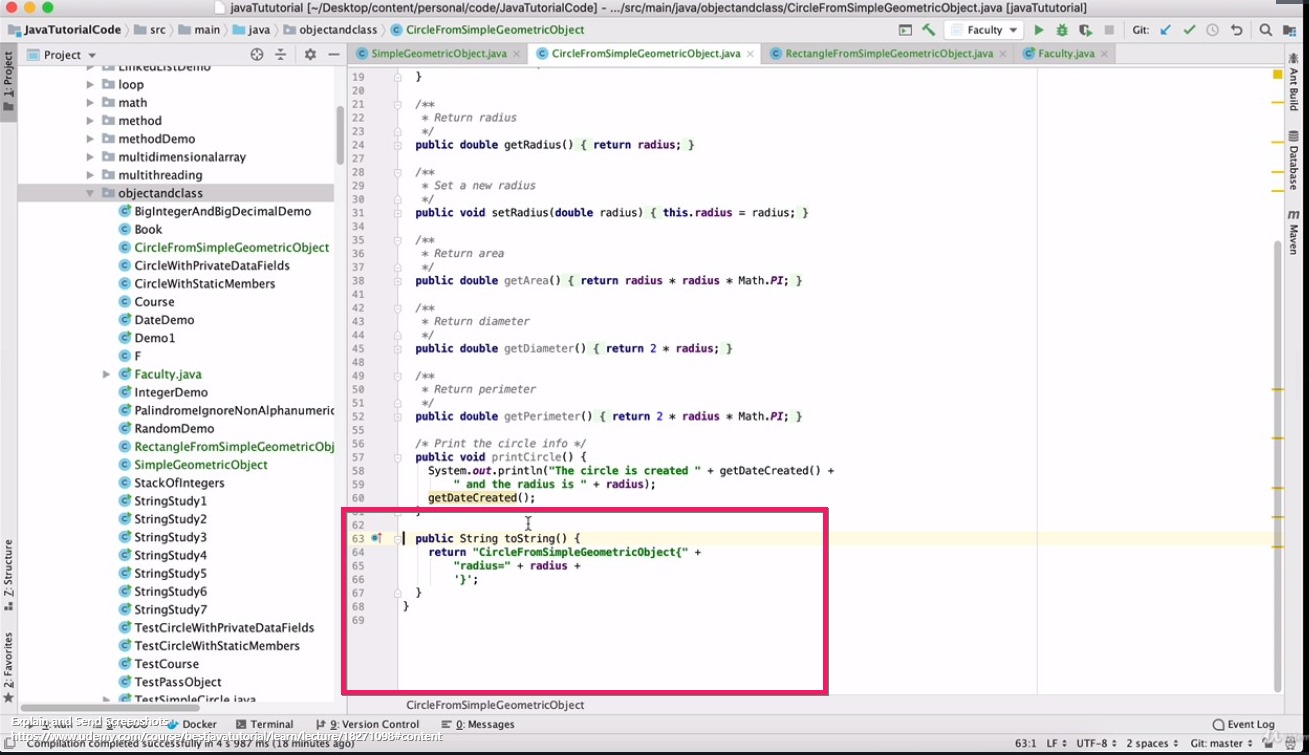 javaTututorial [~/Desktop/content/personal/code/JavaTutorialCode] - .../src/main/java/objectandclass/CircleFromSimpleGeometricObject.java [javaTututorial]
JavaTutorialCode src main java objectandclass CircleFromSimpleGeometricObject Faculty Git:
Project SimpleGeometricObject.java CircleFromSimpleGeometricObject.java RectangleFromSimpleGeometricObject.java Faculty.java
1: Project
Z: Structure
2: Favorites
LinkedListDemo
loop
math
method
methodDemo
multidimensionalarray
multithreading
objectandclass
BigIntegerAndBigDecimalDemo
Book
CircleFromSimpleGeometricObject
CircleWithPrivateDataFields
CircleWithStaticMembers
Course
DateDemo
Demo1
F
Faculty.java
IntegerDemo
PalindromeIgnoreNonAlphanumeric
RandomDemo
RectangleFromSimpleGeometricObj
SimpleGeometricObject
StackOfIntegers
StringStudy1
StringStudy2
StringStudy3
StringStudy4
StringStudy5
StringStudy6
StringStudy7
TestCircleWithPrivateDataFields
TestCircleWithStaticMembers
TestCourse
TestPassObject
TestSimpleCircle.java
19 }
20
21 /**
22 * Return radius
23 */
24 public double getRadius() { return radius; }
27
28 /**
29 * Set a new radius
30 */
31 public void setRadius(double radius) { this.radius = radius; }
34
35 /**
36 * Return area
37 */
38 public double getArea() { return radius * radius * Math.PI; }
41
42 /**
43 * Return diameter
44 */
45 public double getDiameter() { return 2 * radius; }
48
49 /**
50 * Return perimeter
51 */
52 public double getPerimeter() { return 2 * radius * Math.PI; }
55
56 /* Print the circle info */
57 public void printCircle() {
58 System.out.println("The circle is created " + getDateCreated() +
59 " and the radius is " + radius);
60 getDateCreated();
61 }
62
63 public String toString() {
64 return "CircleFromSimpleGeometricObject{" +
65 "radius=" + radius +
66 '}';
67 }
68 }
69
Ant Build
Database
m Maven
CircleFromSimpleGeometricObject
Explain and Send Screenshots
Docker Terminal 9: Version Control 0: Messages Event Log
https://www.udemy.com/course/bestjavatutorial/learn/lecture/18271098#content
Compilation completed successfully in 4 s 987 ms (18 minutes ago) 63:1 LF UTF-8 2 spaces Git: master